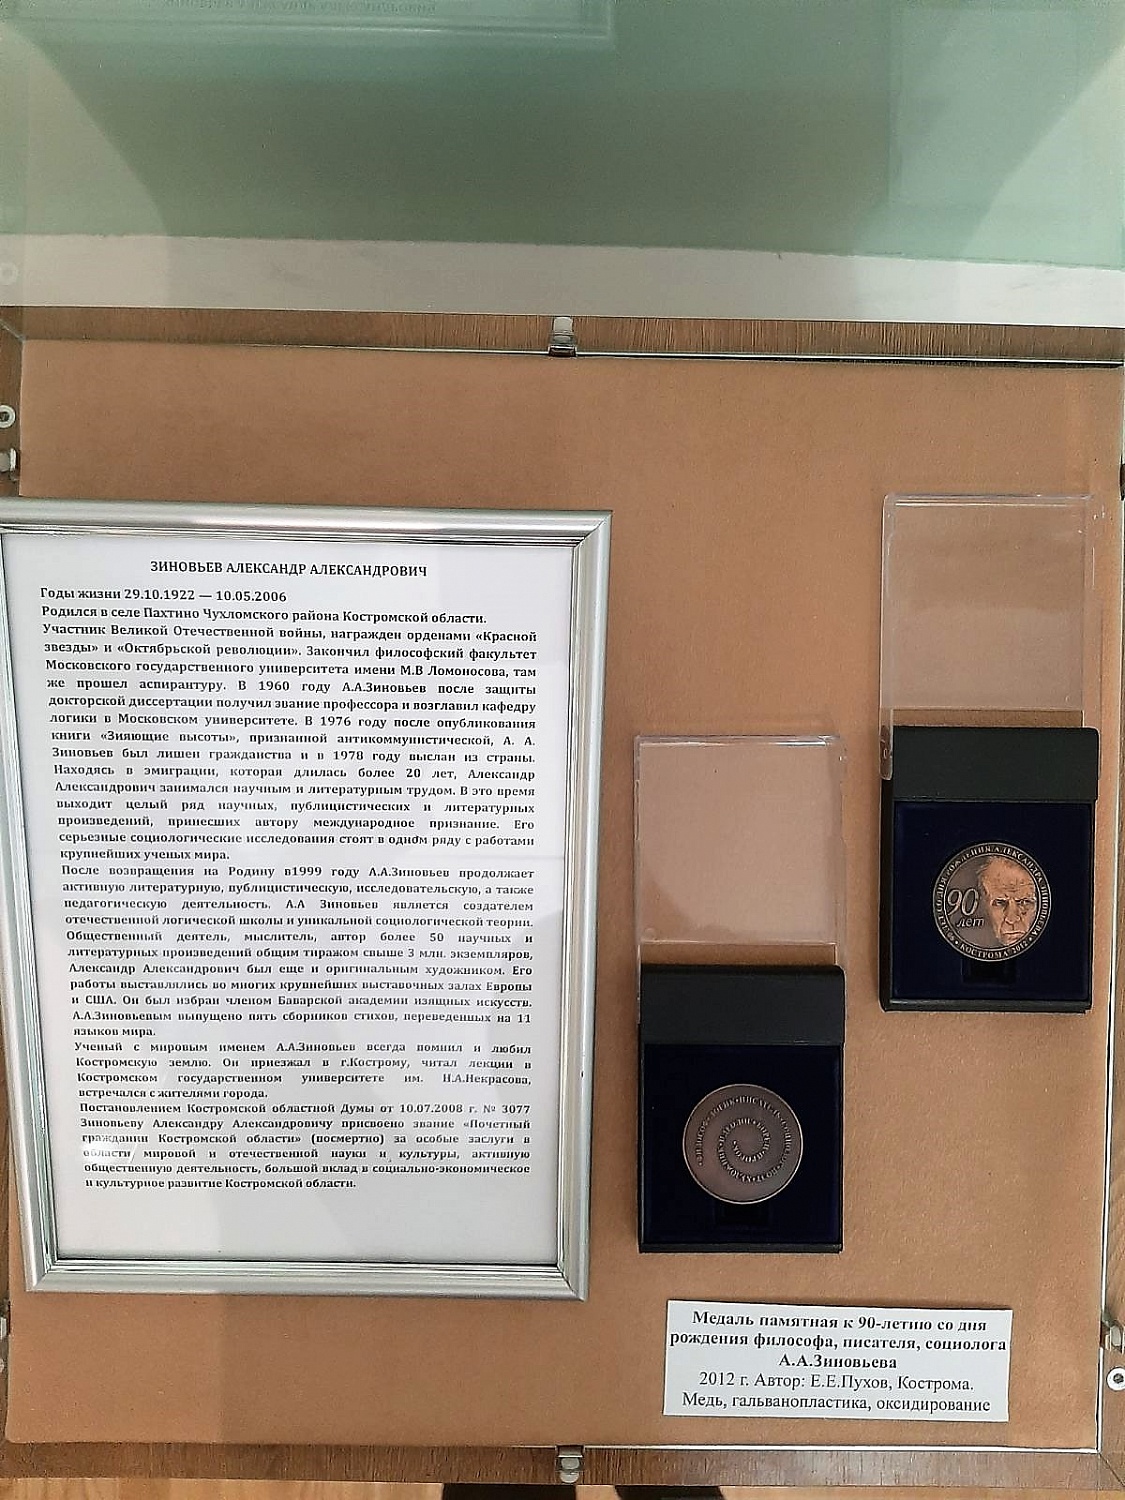 ЗИНОВЬЕВ АЛЕКСАНДР АЛЕКСАНДРОВИЧ
Годы жизни 29.10.1922 — 10.05.2006
Родился в селе Пахтино Чухломского района Костромской области.
Участник Великой Отечественной войны, награжден орденами «Красной
звезды» и «Октябрьской революции». Закончил философский факультет
Московского государственного университета имени М.В Ломоносова, там
же прошел аспирантуру. В 1960 году А.А.Зиновьев после защиты
докторской диссертации получил звание профессора и возглавил кафедру
логики в Московском университете. В 1976 году после опубликования
книги «Зияющие высоты», признанной антикоммунистической, А. А.
Зиновьев был лишен гражданства и в 1978 году выслан из страны.
Находясь в эмиграции, которая длилась более 20 лет, Александр
Александрович занимался научным и литературным трудом. В это время
выходит целый ряд научных, публицистических и литературных
произведений, принесших автору международное признание. Его
серьезные социологические исследования стоят в одном ряду с работами
крупнейших ученых мира.
После возвращения на Родину в1999 году А.А.Зиновьев продолжает
активную литературную, публицистическую, исследовательскую, а также
педагогическую деятельность. А.А Зиновьев является создателем
отечественной логической школы и уникальной социологической теории.
Общественный деятель, мыслитель, автор более 50 научных и
литературных произведений общим тиражом свыше 3 млн. экземпляров,
Александр Александрович был еще и оригинальным художником. Его
работы выставлялись во многих крупнейших выставочных залах Европы
и США. Он был избран членом Баварской академии изящных искусств.
А.А.Зиновьевым выпущено пять сборников стихов, переведенных на 11
языков мира.
Ученый с мировым именем А.А.Зиновьев всегда помнил и любил
Костромскую землю. Он приезжал в г.Кострому, читал лекции в
Костромском государственном университете им. Н.А.Некрасова,
встречался с жителями города.
Постановлением Костромской областной Думы от 10.07.2008 г. № 3077
Зиновьеву Александру Александровичу присвоено звание «Почетный
гражданин Костромской области» (посмертно) за особые заслуги в
области мировой и отечественной науки и культуры, активную
общественную деятельность, большой вклад в социально-экономическое
и культурное развитие Костромской области.
СО ДНЯ РОЖДЕНИЯ АЛЕКСАНДРА ЗИНОВЬЕВА
90
лет
КОСТРОМА 2012
Медаль памятная к 90-летию со дня
рождения философа, писателя, социолога
А.А.Зиновьева
2012 г. Автор: Е.Е.Пухов, Кострома.
Медь, гальванопластика, оксидирование